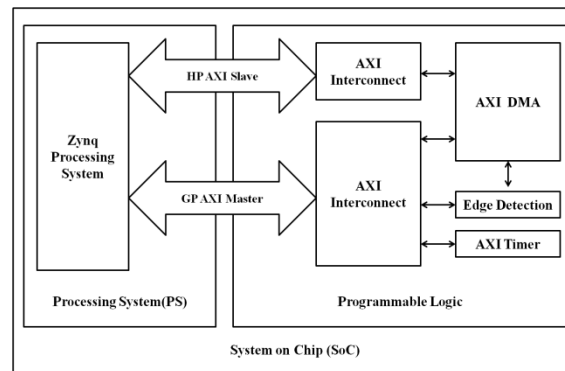 HP AXI Slave
AXI
Interconnect
AXI DMA
Zynq
Processing
System
GP AXI Master
AXI
Interconnect
Edge Detection
AXI Timer
Processing System(PS)
Programmable Logic
System on Chip (SoC)